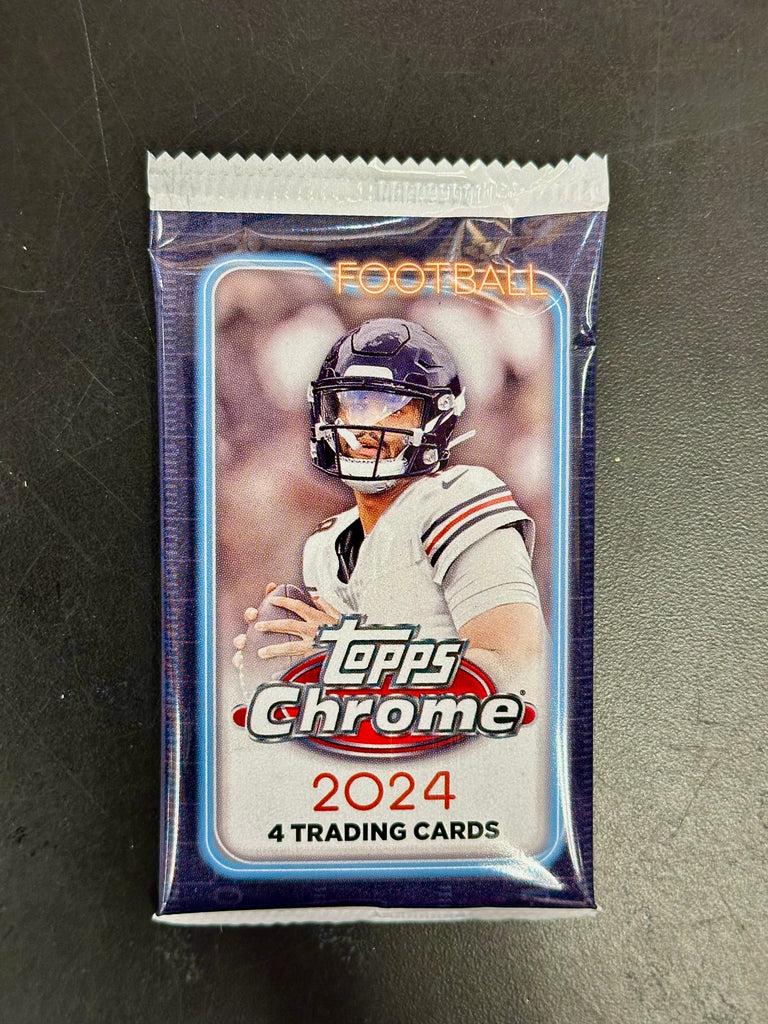 FOOTBALL
Topps
Chrome®
2024
4 TRADING CARDS